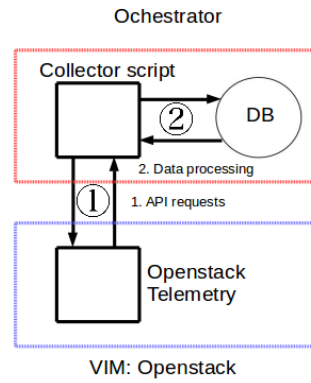 Ochestrator
Collector script
②
DB
2. Data processing
①
1. API requests
Openstack
Telemetry
VIM: Openstack